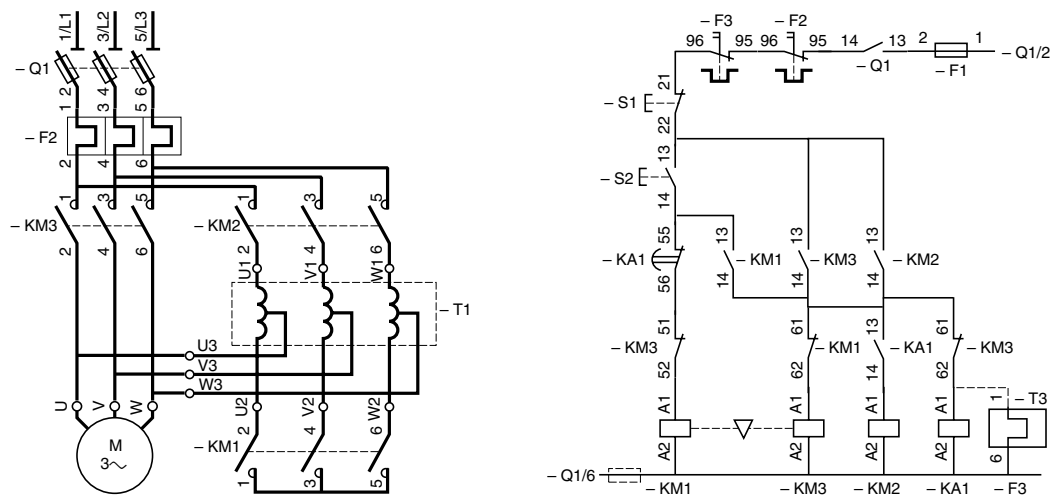 1/L1 3/L2 5/L3
– Q1
2 4 6
1 3 5
– F2
2 4 6
1 3 5 1 3 5
– KM3 – KM2
2 4 6 2 4 6
U1 V1 W1
– T1
U3
V3
W3
U V W U2 V2 W2
2 4 6
M
3~
– KM1
1 3 5
– F3 – F2
96 95 96 95 14 13 2 1
– Q1 – F1 – Q1/2
21
– S1
22
13
– S2
14
55 13 13 13
– KA1 – KM1 – KM3 – KM2
56 14 14 14
51 61 13 61
– KM3 – KM1 – KA1 – KM3
52 62 14 62
A1 A1 A1 A1 1 – T3
A2 A2 A2 A2 6
– Q1/6
– KM1 – KM3 – KM2 – KA1 – F3